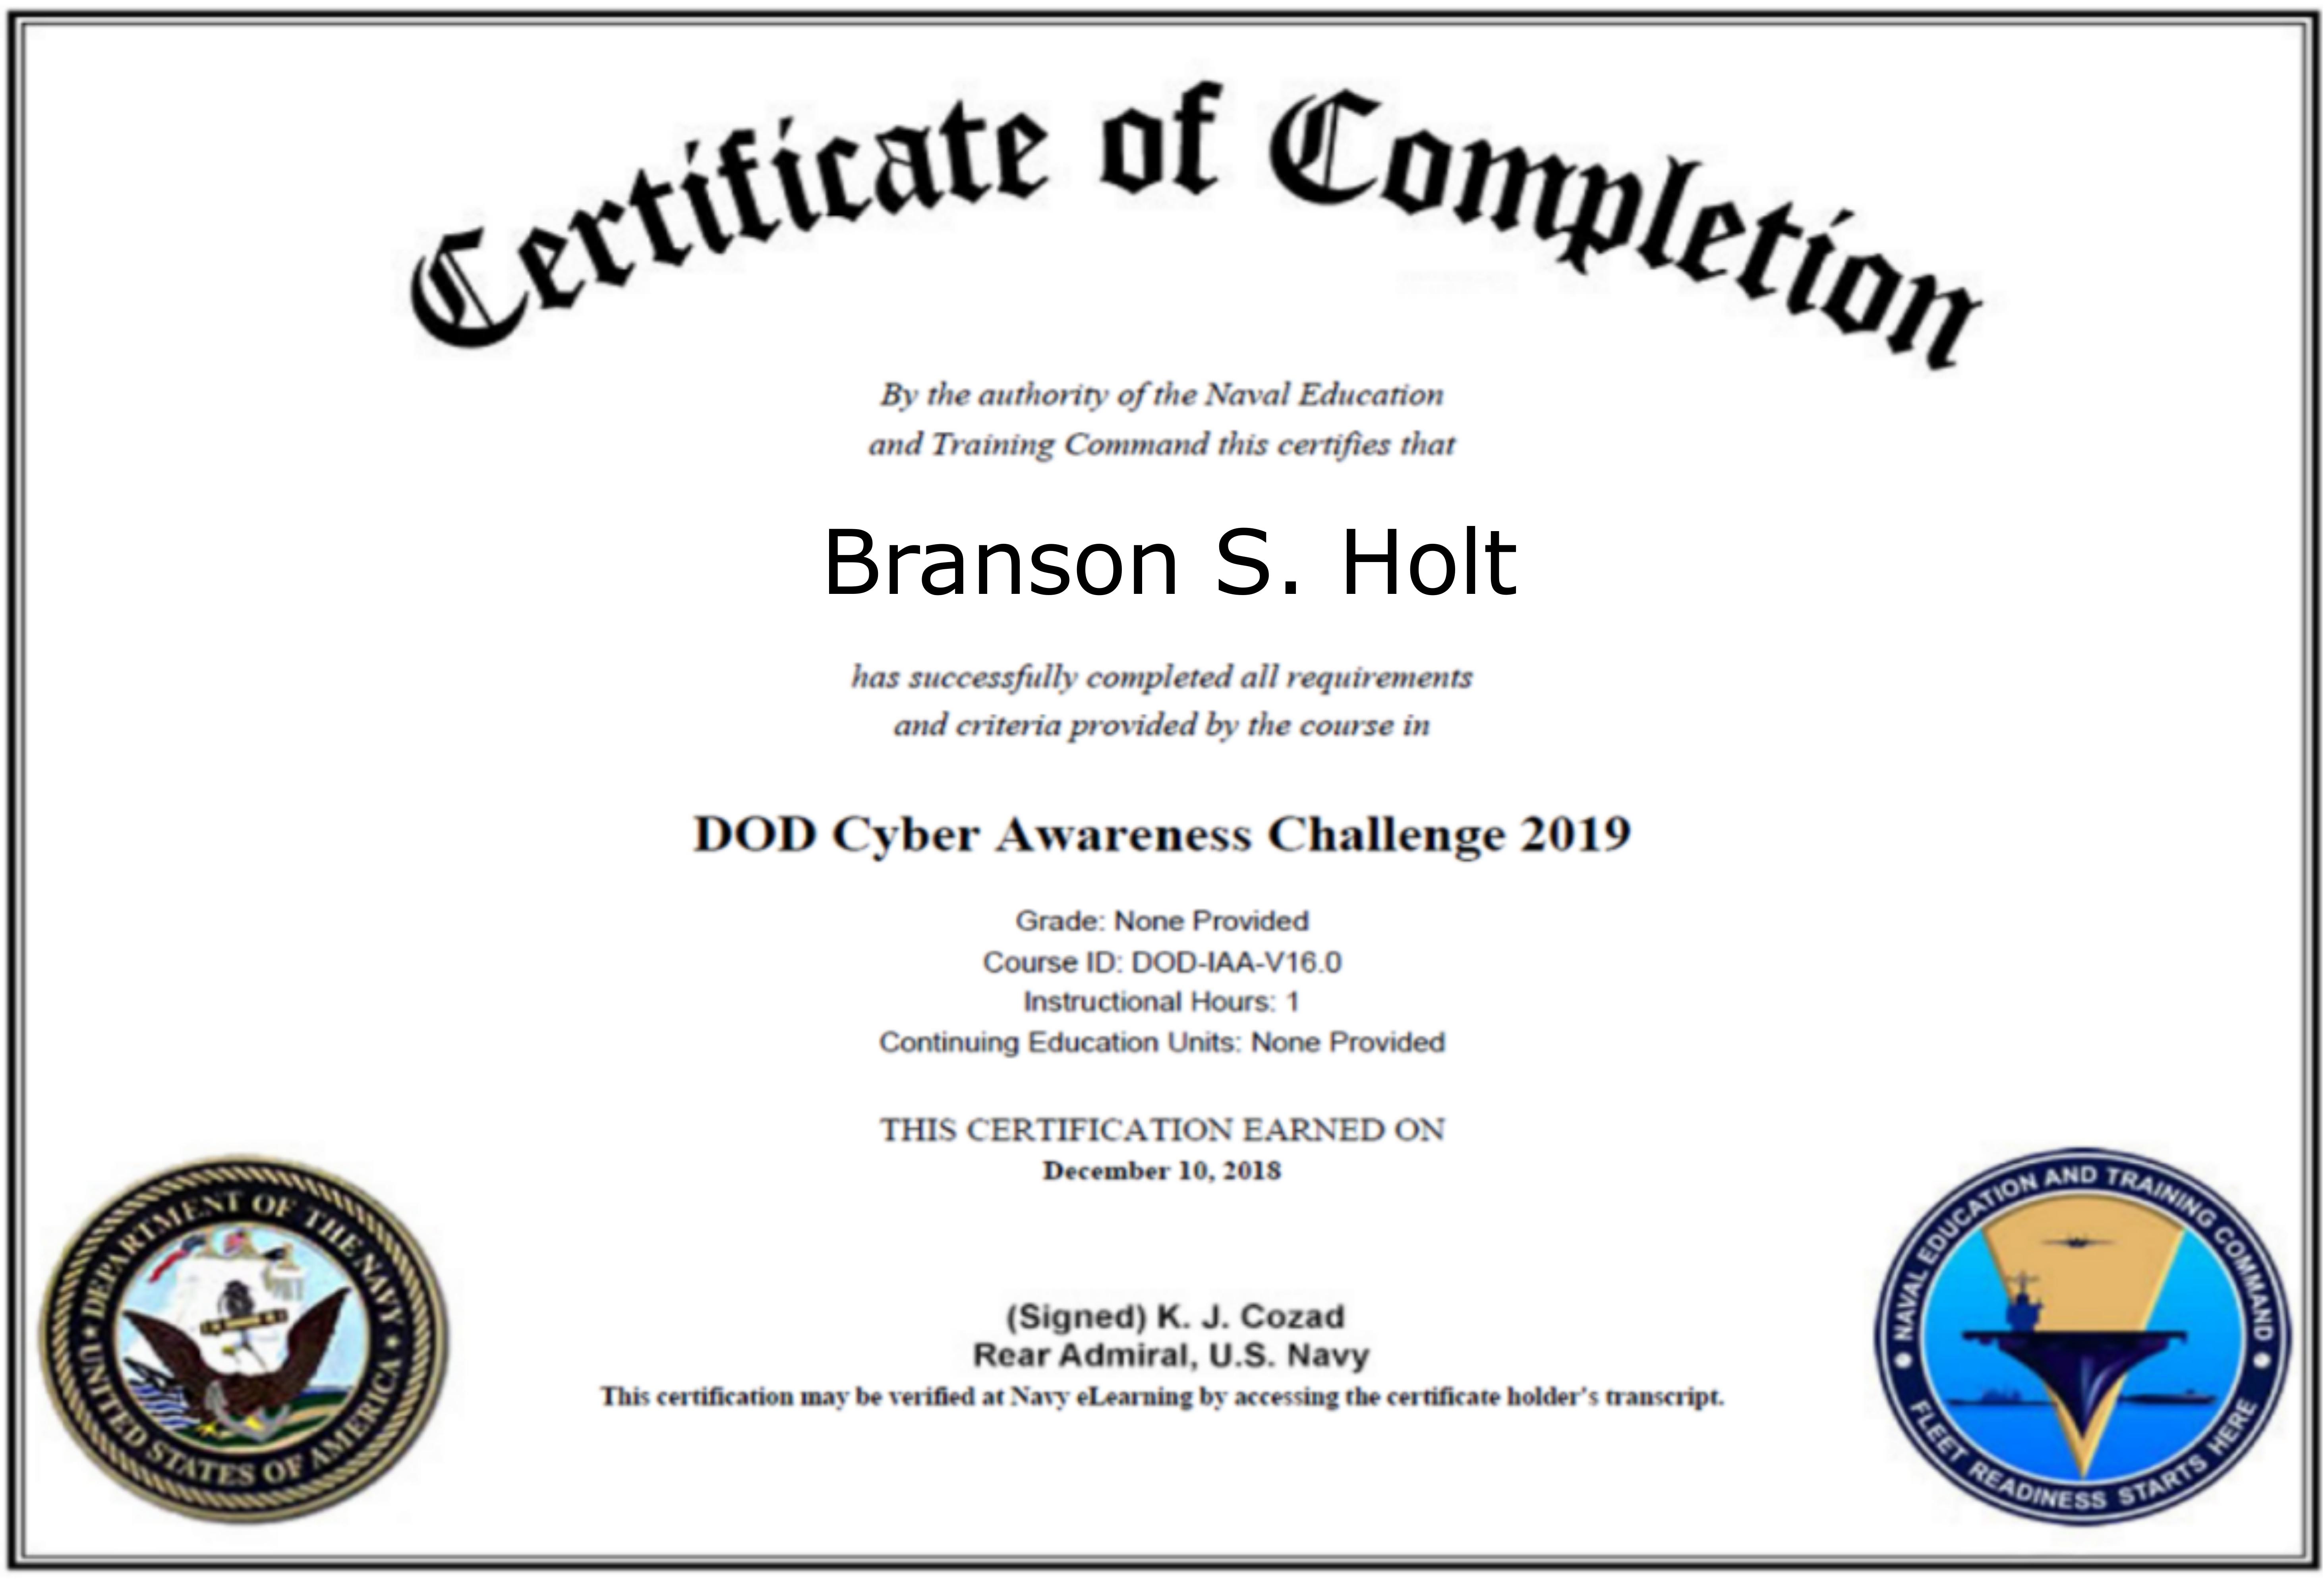 Certificate of Completion
By the authority of the Naval Education
and Training Command this certifies that
Branson S. Holt
has successfully completed all requirements
and criteria provided by the course in
DOD Cyber Awareness Challenge 2019
Grade: None Provided
Course ID: DOD-IAA-V16.0
Instructional Hours: 1
Continuing Education Units: None Provided
THIS CERTIFICATION EARNED ON
December 10, 2018
(Signed) K. J. Cozad
Rear Admiral, U.S. Navy
This certification may be verified at Navy eLearning by accessing the certificate holder's transcript.
DEPARTMENT OF THE NAVY
UNITED STATES OF AMERICA
NAVAL EDUCATION AND TRAINING COMMAND
FLEET READINESS STARTS HERE